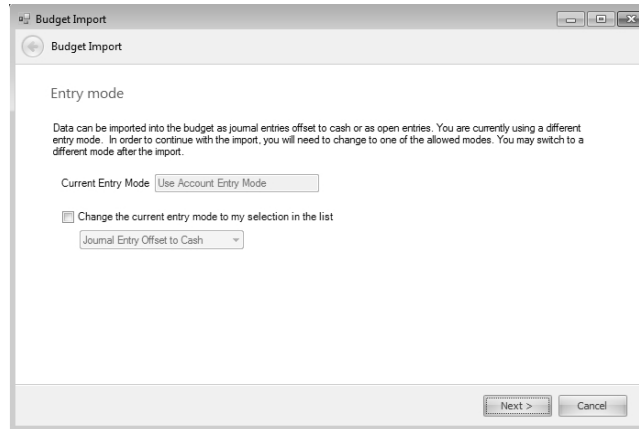 Budget Import
Budget Import
Entry mode
Data can be imported into the budget as journal entries offset to cash or as open entries. You are currently using a different
entry mode. In order to continue with the import, you will need to change to one of the allowed modes. You may switch to a
different mode after the import.
Current Entry Mode Use Account Entry Mode
Change the current entry mode to my selection in the list
Journal Entry Offset to Cash
Next > Cancel